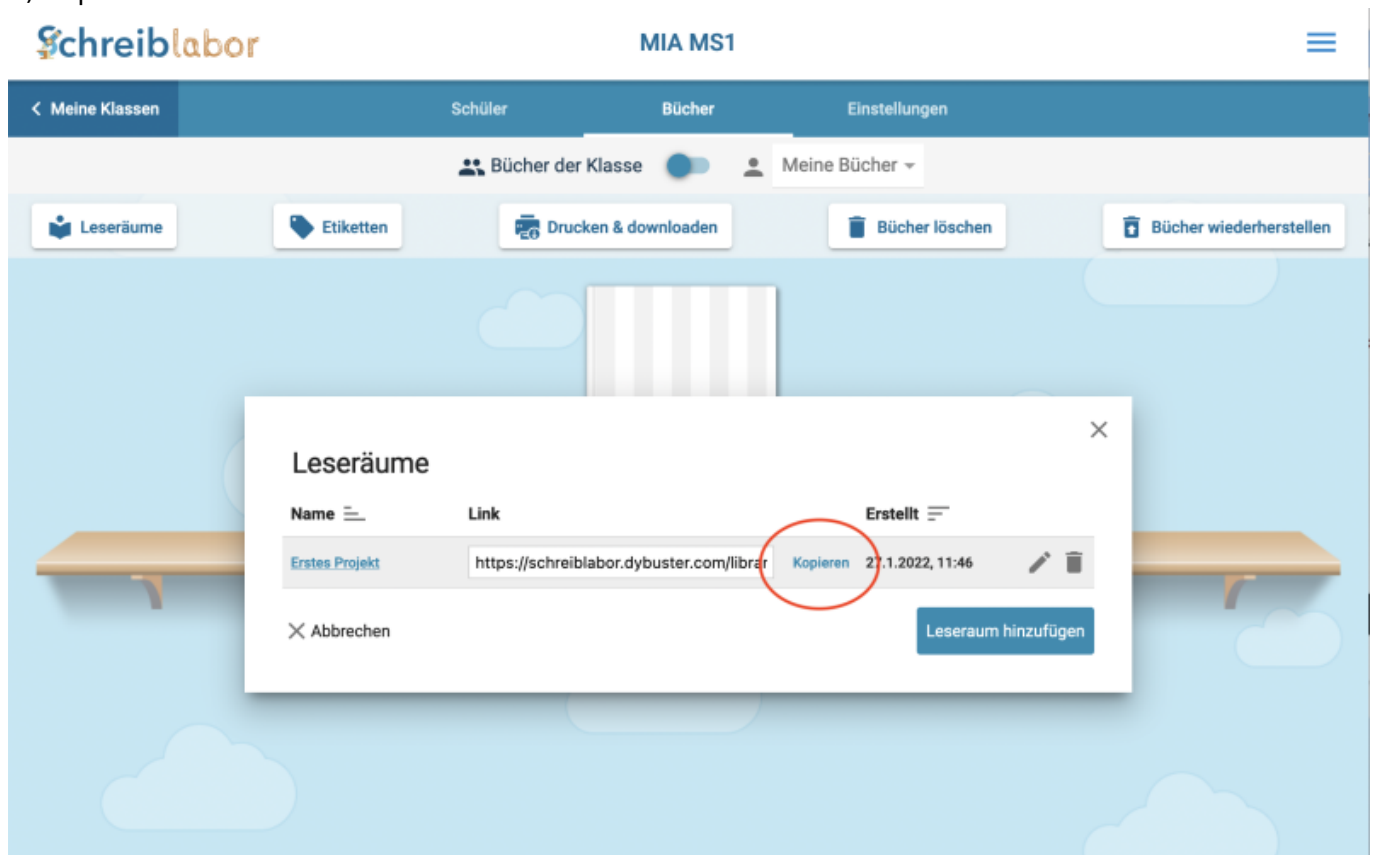 Schreiblabor
MIA MS1
Meine Klassen
Schüler
Bücher
Einstellungen
Bücher der Klasse
Meine Bücher
Leseräume
Etiketten
Drucken & downloaden
Bücher löschen
Bücher wiederherstellen
Leseräume
Name Link Erstellt
Erstes Projekt https://schreiblabor.dybuster.com/librar Kopieren 27.1.2022, 11:46
Abbrechen
Leseraum hinzufügen